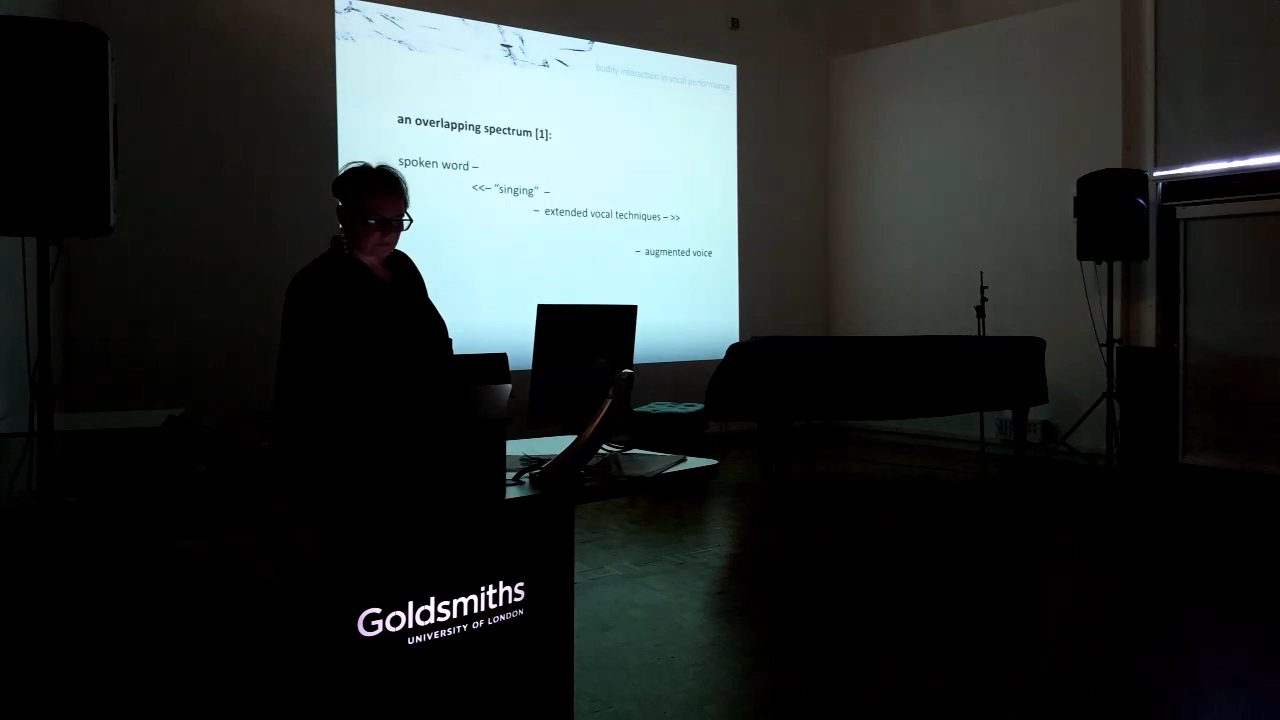 bodily interaction in vocal performance
an overlapping spectrum [1]:
spoken word –
<<– “singing” –
– extended vocal techniques – >>
– augmented voice
Goldsmiths
UNIVERSITY OF LONDON